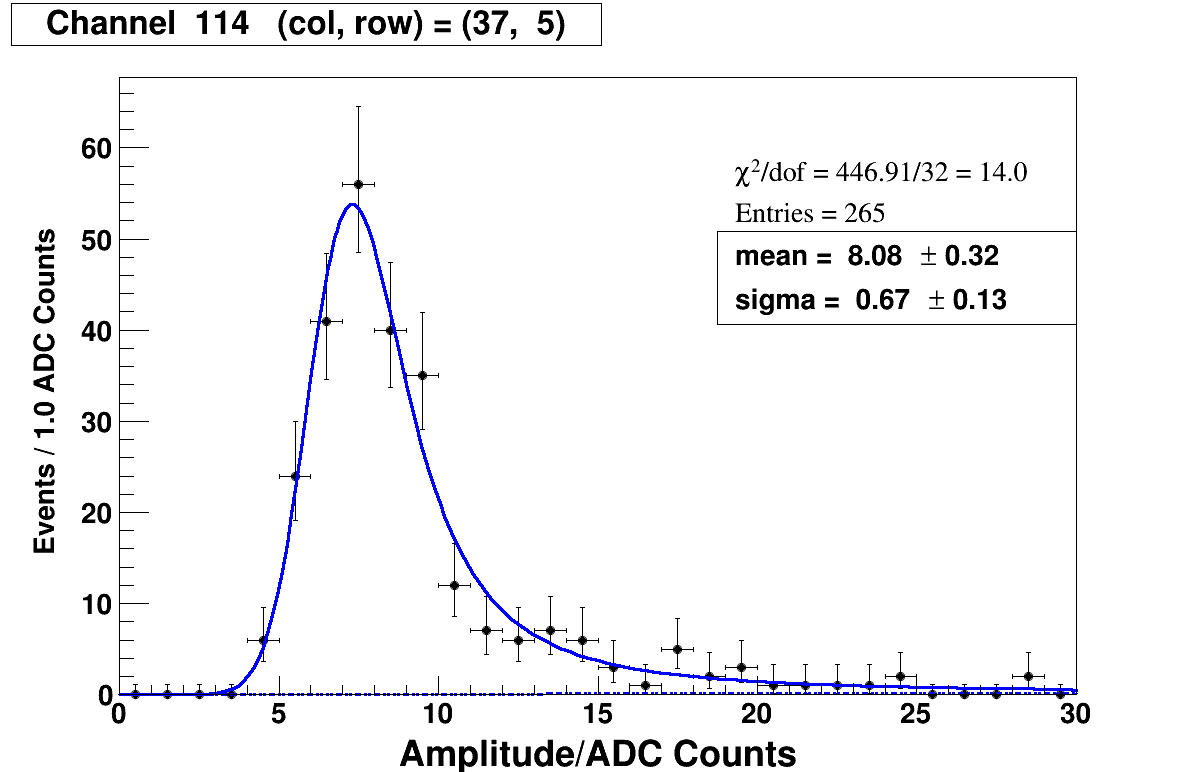 Channel 114 (col, row) = (37, 5)
χ²/dof = 446.91/32 = 14.0
Entries = 265
mean = 8.08 ± 0.32
sigma = 0.67 ± 0.13
Events / 1.0 ADC Counts
60
50
40
30
20
10
0
0 5 10 15 20 25 30
Amplitude/ADC Counts